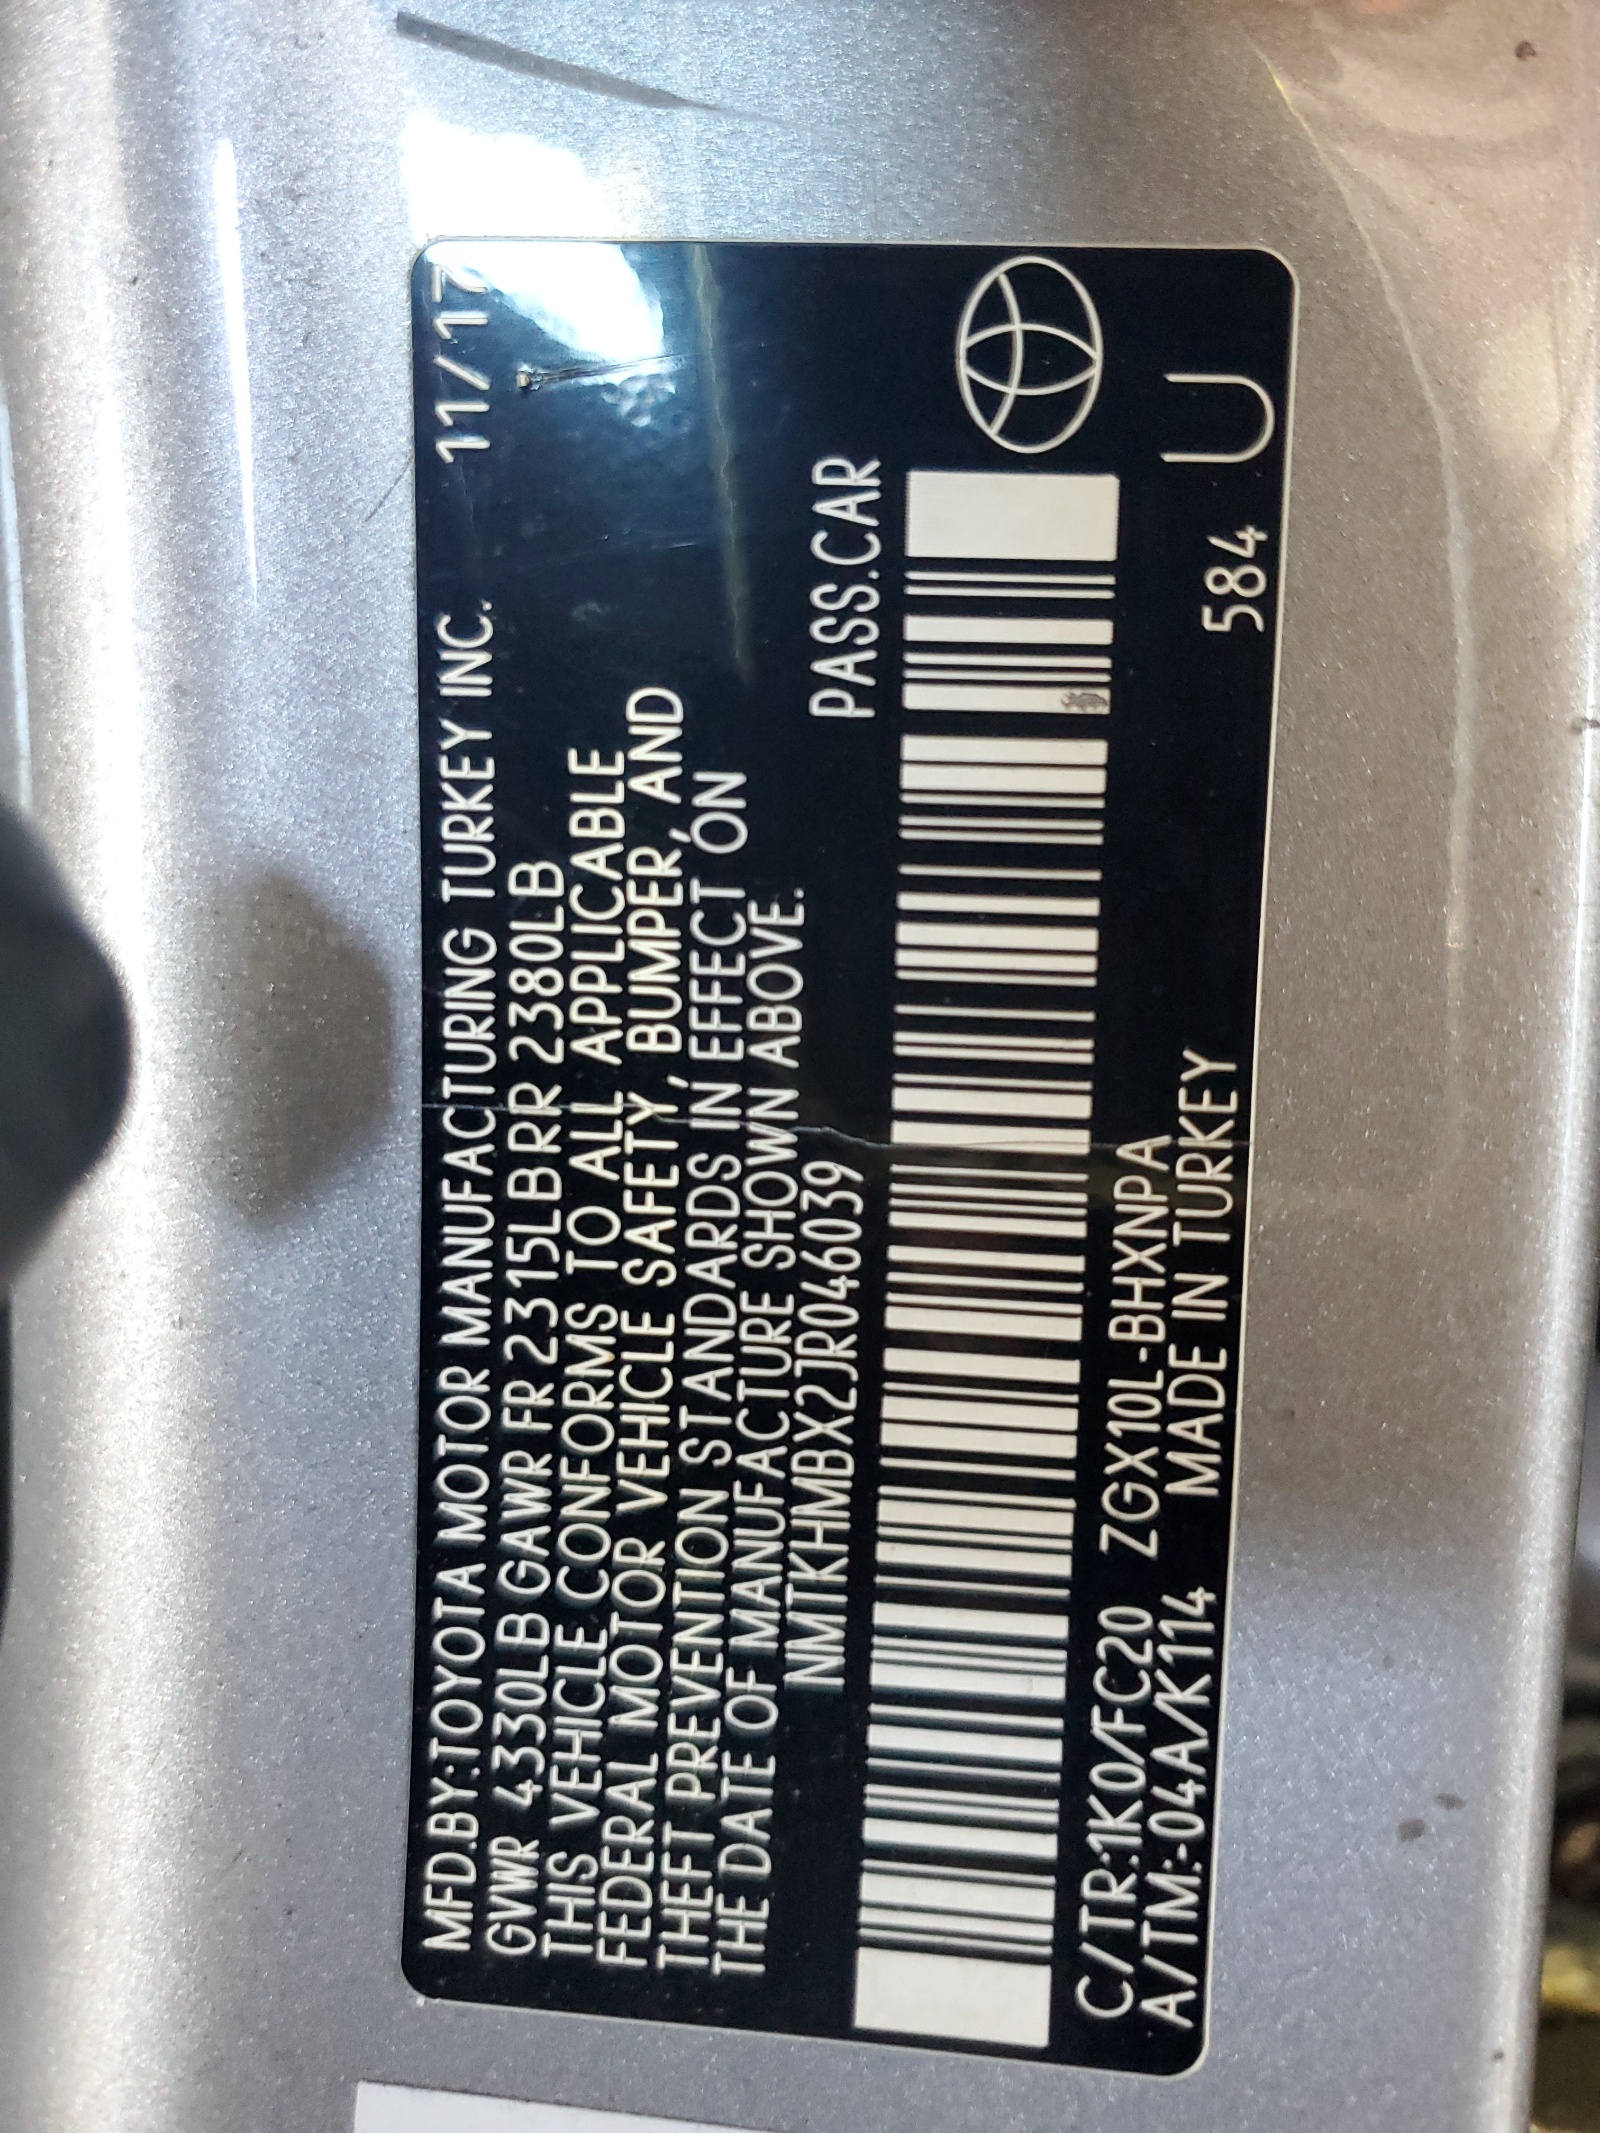 MFD.BY:TOYOTA MOTOR MANUFACTURING TURKEY INC. 11/17
GVWR 4330LB GAWR FR 2315LB RR 2380LB
THIS VEHICLE CONFORMS TO ALL APPLICABLE
FEDERAL MOTOR VEHICLE SAFETY, BUMPER, AND
THEFT PREVENTION STANDARDS IN EFFECT ON
THE DATE OF MANUFACTURE SHOWN ABOVE.
NMTKHMBX2JR046039 PASS.CAR
C/TR:1K0/FC20 ZGX10L-BHXNPA
A/TM:-04A/K114 MADE IN TURKEY 584 U